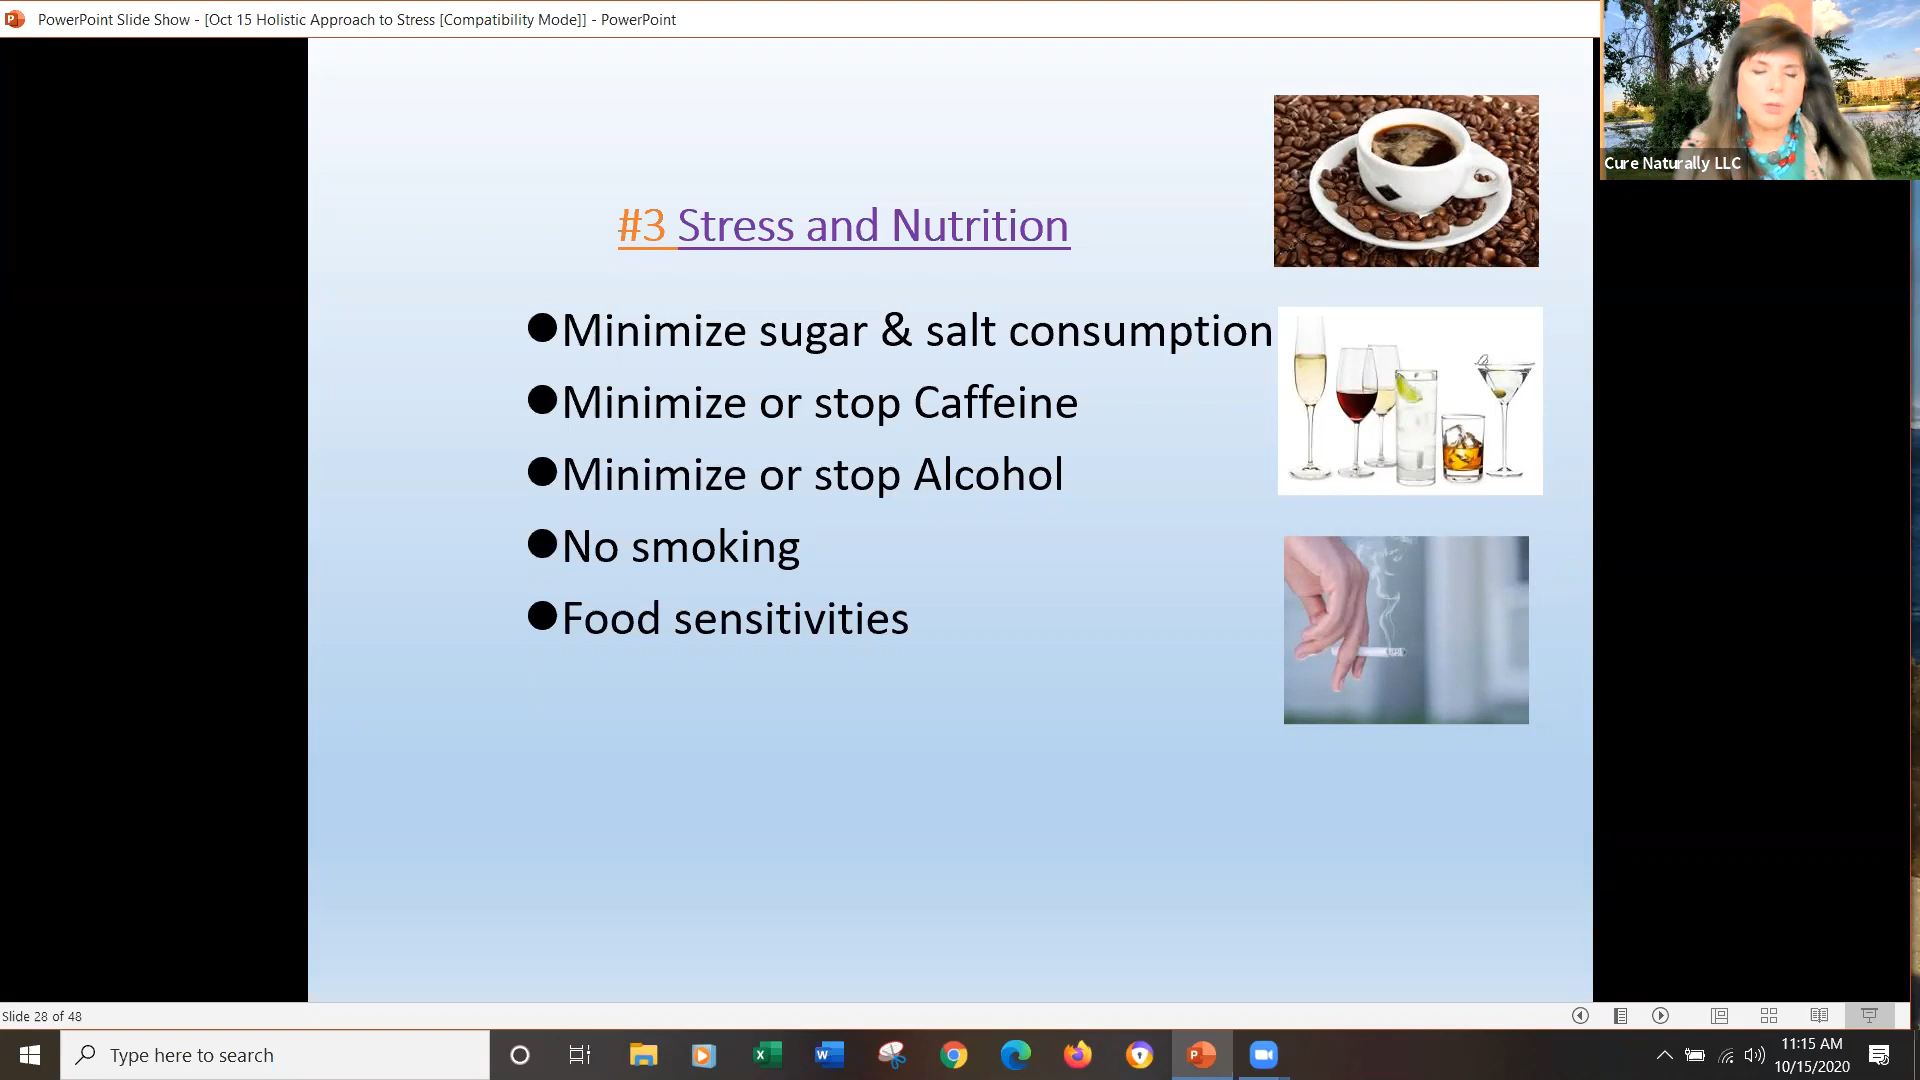 PowerPoint Slide Show - [Oct 15 Holistic Approach to Stress [Compatibility Mode]] - PowerPoint
Cure Naturally LLC
#3 Stress and Nutrition
●Minimize sugar & salt consumption
●Minimize or stop Caffeine
●Minimize or stop Alcohol
●No smoking
●Food sensitivities
Slide 28 of 48
Type here to search
11:15 AM
10/15/2020